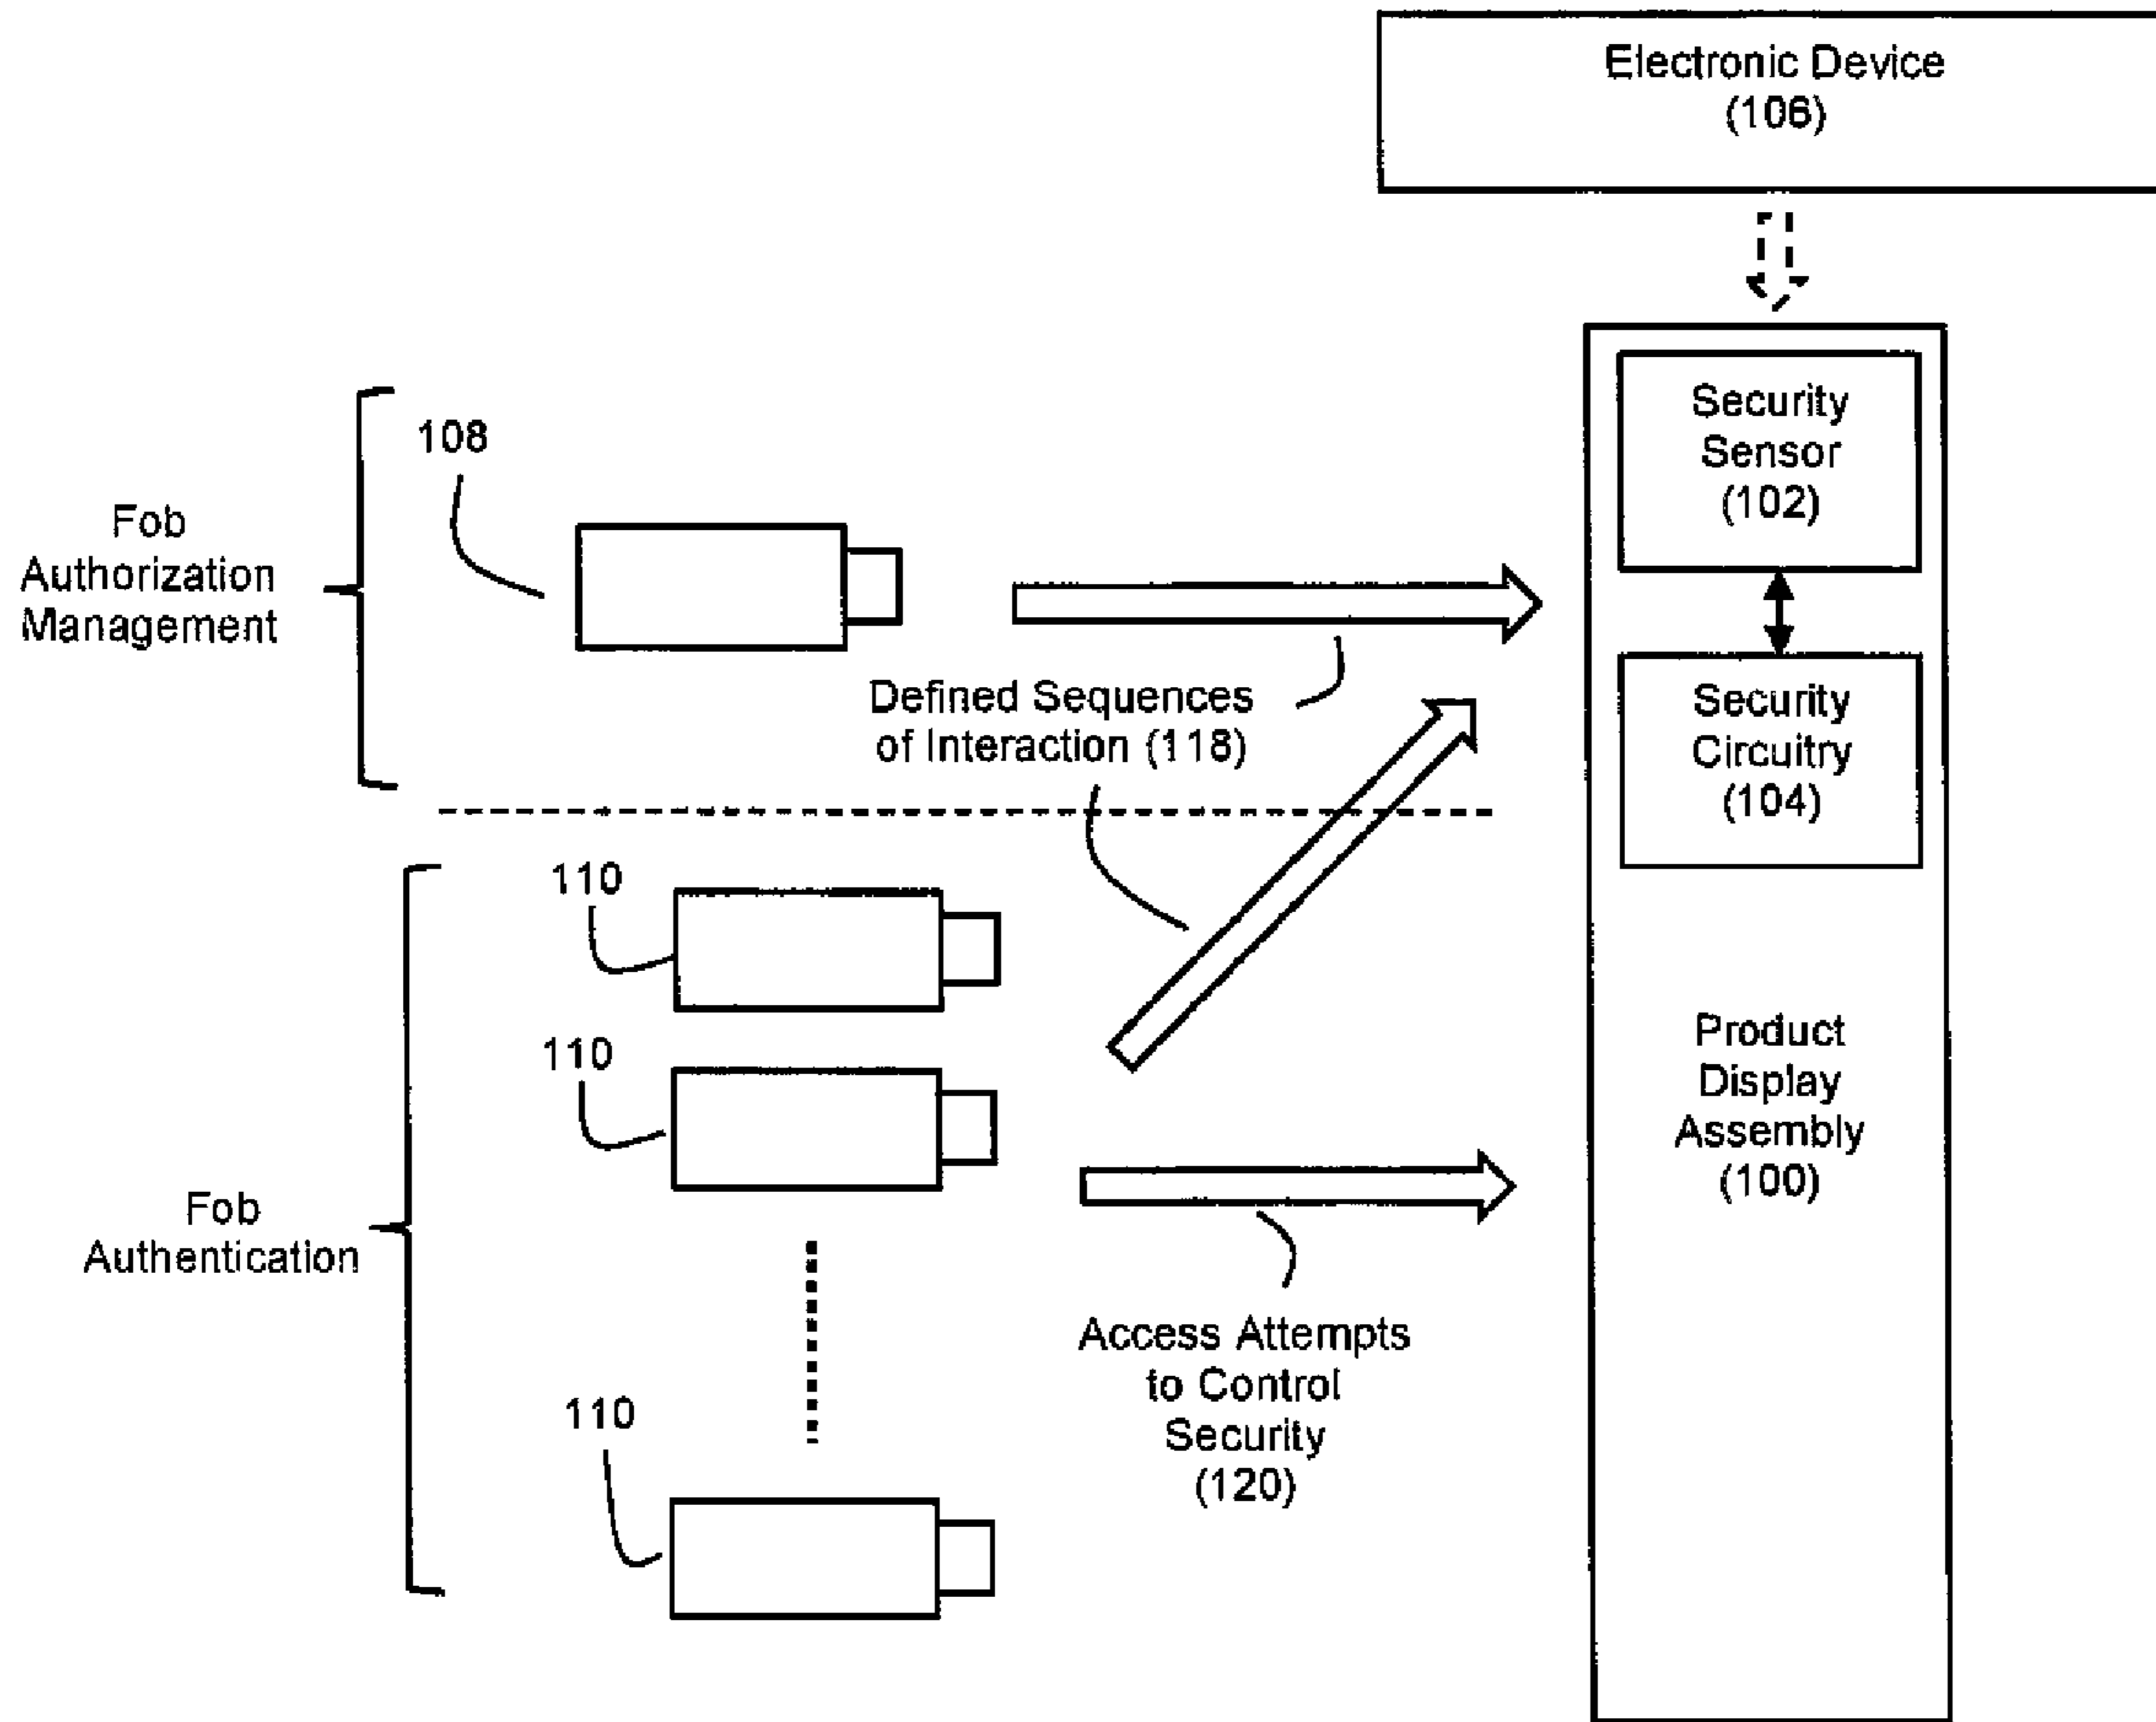 Electronic Device
(106)
Security
Sensor
(102)
108
Fob
Authorization
Management
Defined Sequences
of Interaction (118)
Security
Circuitry
(104)
110
110
Product
Display
Assembly
(100)
Fob
Authentication
Access Attempts
to Control
Security
(120)
110